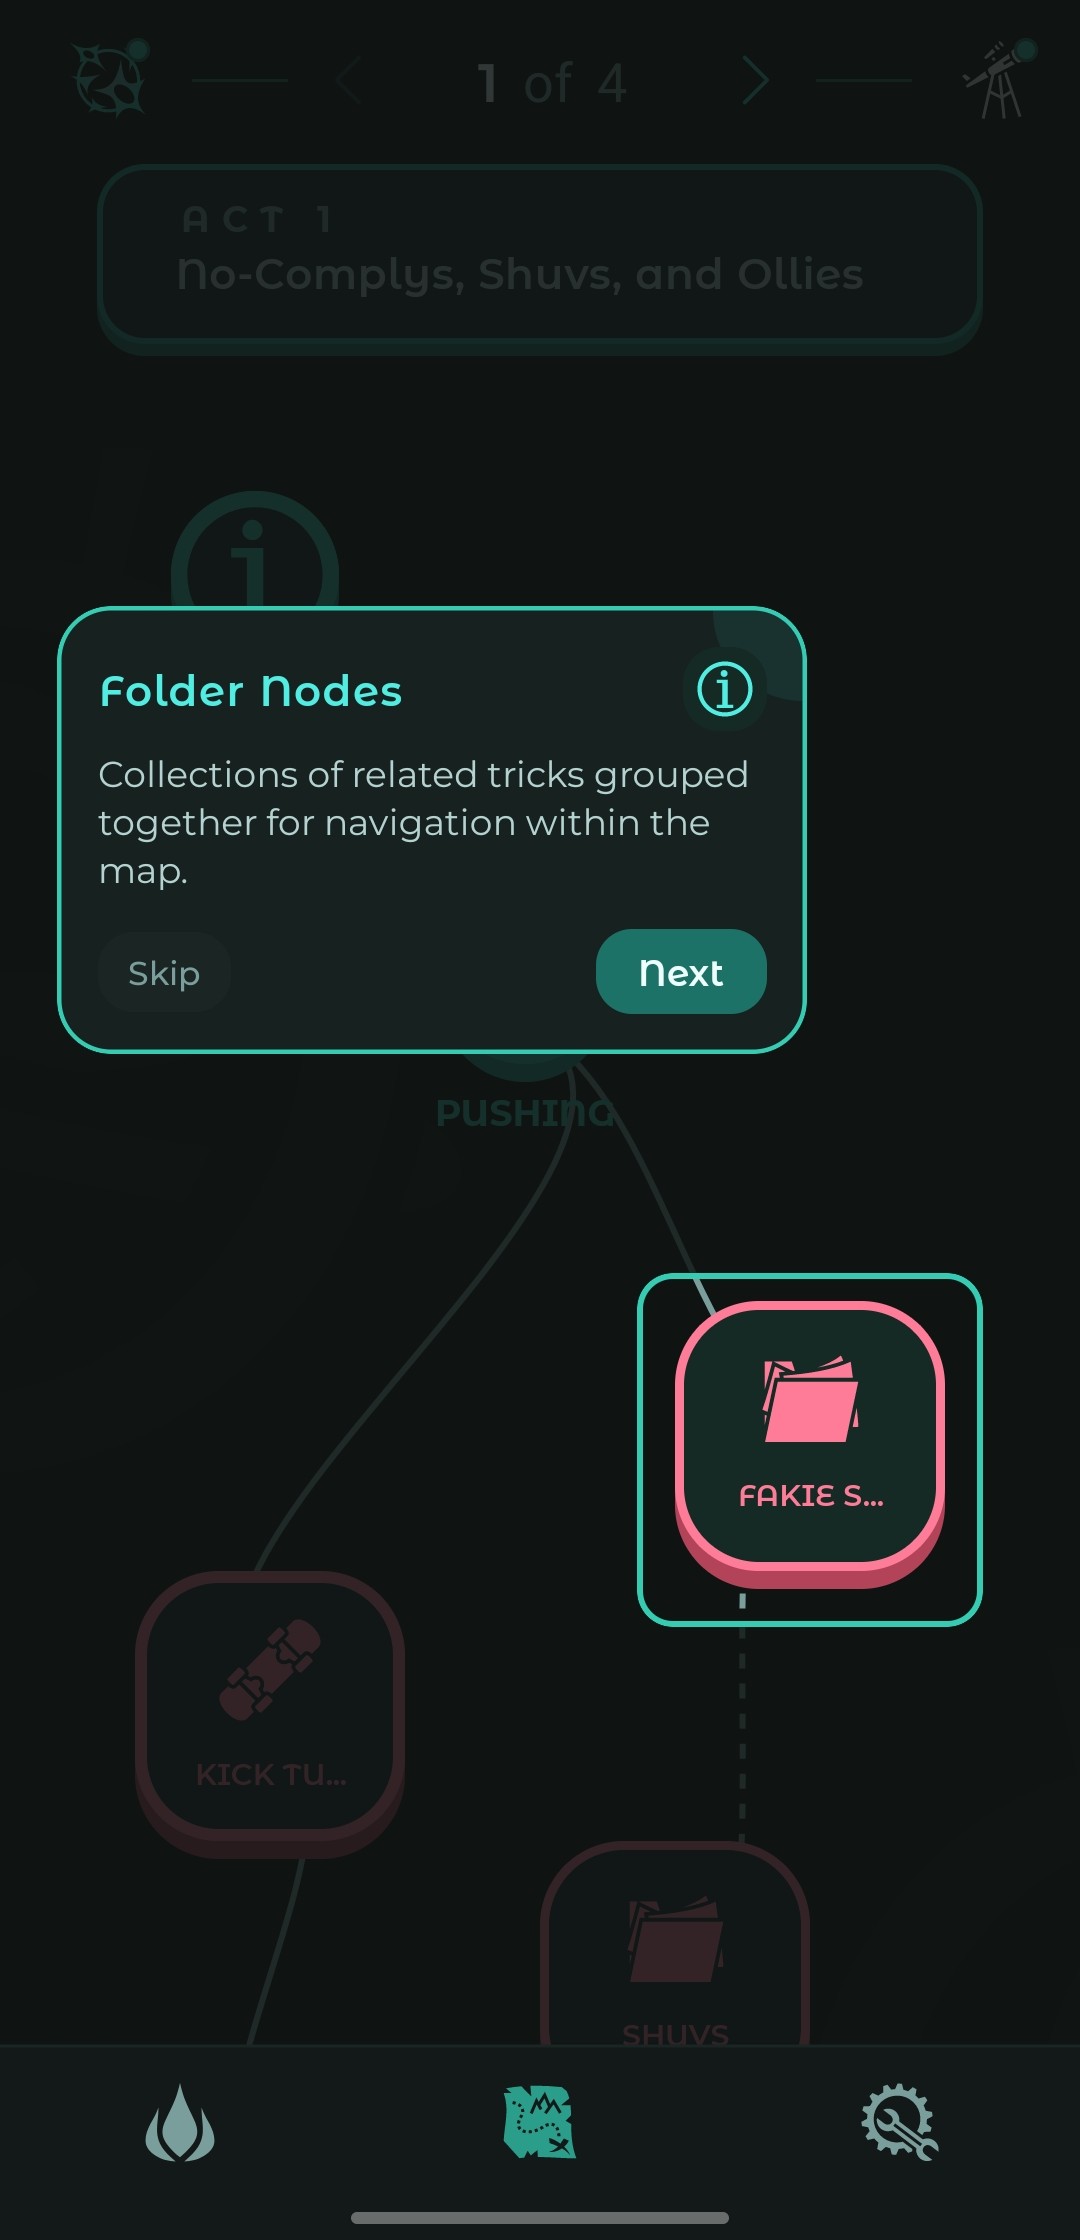 1 of 4
ACT 1
No-Complys, Shuvs, and Ollies
Folder Nodes
Collections of related tricks grouped
together for navigation within the
map.
Skip
Next
PUSHING
FAKIE S...
KICK TU...
SHUVS